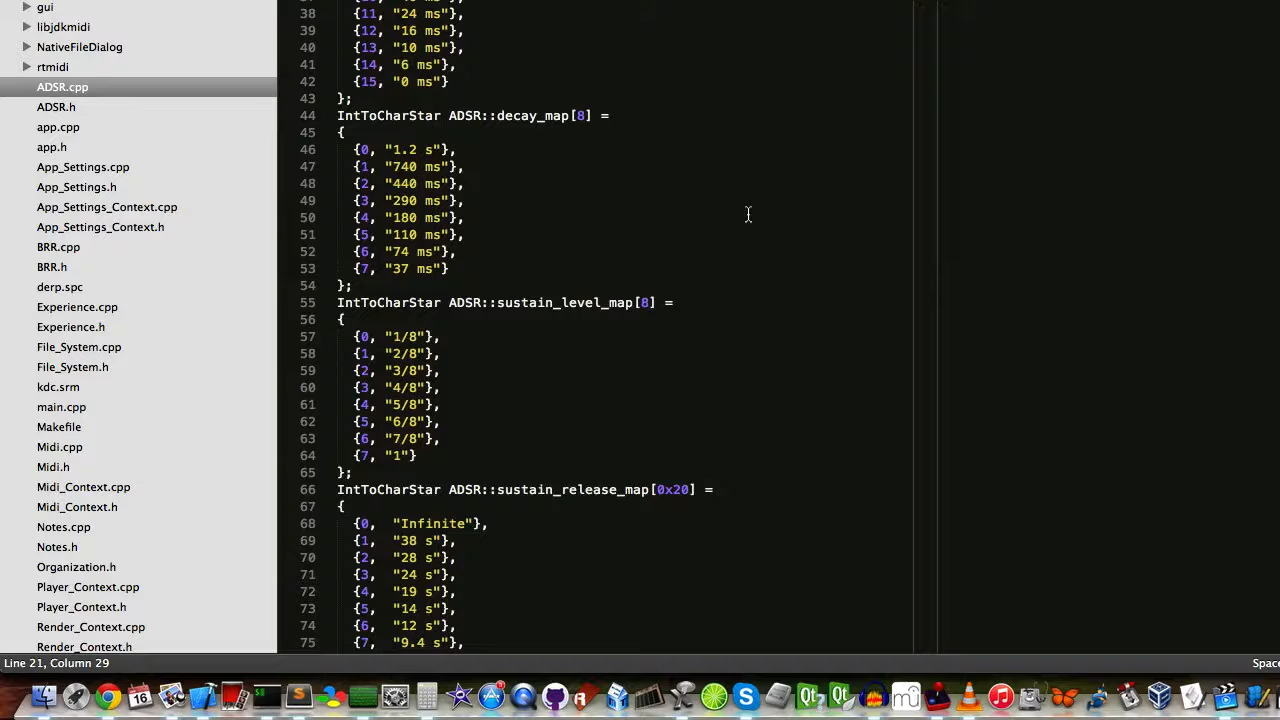 gui
libjdkmidi
NativeFileDialog
rtmidi
ADSR.cpp
ADSR.h
app.cpp
app.h
App_Settings.cpp
App_Settings.h
App_Settings_Context.cpp
App_Settings_Context.h
BRR.cpp
BRR.h
derp.spc
Experience.cpp
Experience.h
File_System.cpp
File_System.h
kdc.srm
main.cpp
Makefile
Midi.cpp
Midi.h
Midi_Context.cpp
Midi_Context.h
Notes.cpp
Notes.h
Organization.h
Player_Context.cpp
Player_Context.h
Render_Context.cpp
Render_Context.h
38 {11, "24 ms"},
39 {12, "16 ms"},
40 {13, "10 ms"},
41 {14, "6 ms"},
42 {15, "0 ms"}
43 };
44 IntToCharStar ADSR::decay_map[8] =
45 {
46 {0, "1.2 s"},
47 {1, "740 ms"},
48 {2, "440 ms"},
49 {3, "290 ms"},
50 {4, "180 ms"},
51 {5, "110 ms"},
52 {6, "74 ms"},
53 {7, "37 ms"}
54 };
55 IntToCharStar ADSR::sustain_level_map[8] =
56 {
57 {0, "1/8"},
58 {1, "2/8"},
59 {2, "3/8"},
60 {3, "4/8"},
61 {4, "5/8"},
62 {5, "6/8"},
63 {6, "7/8"},
64 {7, "1"}
65 };
66 IntToCharStar ADSR::sustain_release_map[0x20] =
67 {
68 {0, "Infinite"},
69 {1, "38 s"},
70 {2, "28 s"},
71 {3, "24 s"},
72 {4, "19 s"},
73 {5, "14 s"},
74 {6, "12 s"},
75 {7, "9.4 s"},
Line 21, Column 29
16
Qt
mu